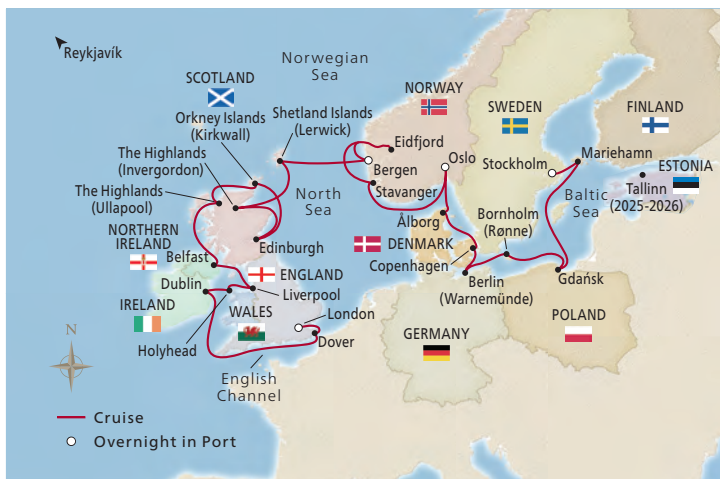 Reykjavík
Norwegian
Sea
SCOTLAND
NORWAY
SWEDEN
FINLAND
Orkney Islands
(Kirkwall)
Shetland Islands
(Lerwick)
The Highlands
(Invergordon)
Eidfjord
Bergen
Oslo
Stockholm
Mariehamn
ESTONIA
Tallinn
(2025-2026)
The Highlands
(Ullapool)
Stavanger
North
Sea
Baltic
Sea
Ålborg
Bornholm
(Rønne)
NORTHERN
IRELAND
Edinburgh
DENMARK
Copenhagen
Belfast
ENGLAND
Berlin
(Warnemünde)
Gdańsk
Dublin
Liverpool
IRELAND
WALES
London
POLAND
GERMANY
Holyhead
Dover
N
English
Channel
Cruise
Overnight in Port